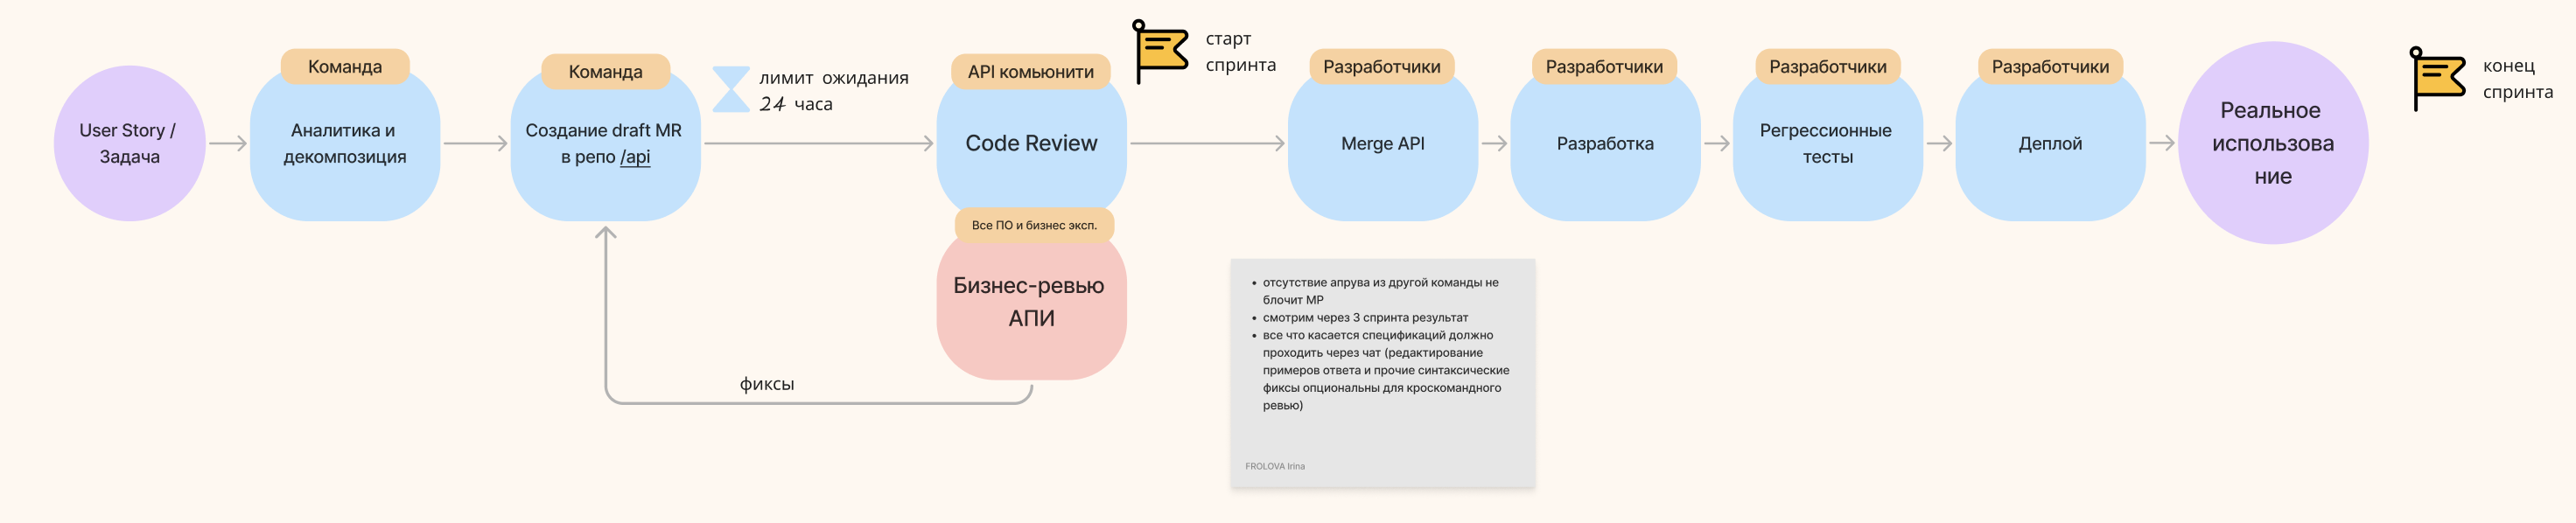 User Story /
Задача
Команда
Аналитика и
декомпозиция
Команда
Создание draft MR
в репо /api
лимит ожидания
24 часа
API комьюнити
Code Review
Все ПО и бизнес эксп.
Бизнес-ревью
АПИ
фиксы
старт
спринта
Разработчики
Merge API
Разработчики
Разработка
Разработчики
Регрессионные
тесты
Разработчики
Деплой
Реальное
использова
ние
конец
спринта
• отсутствие апрува из другой команды не
блочит МР
• смотрим через 3 спринта результат
• все что касается спецификаций должно
проходить через чат (редактирование
примеров ответа и прочие синтаксические
фиксы опциональны для кроскомандного
ревью)
FROLOVA Irina